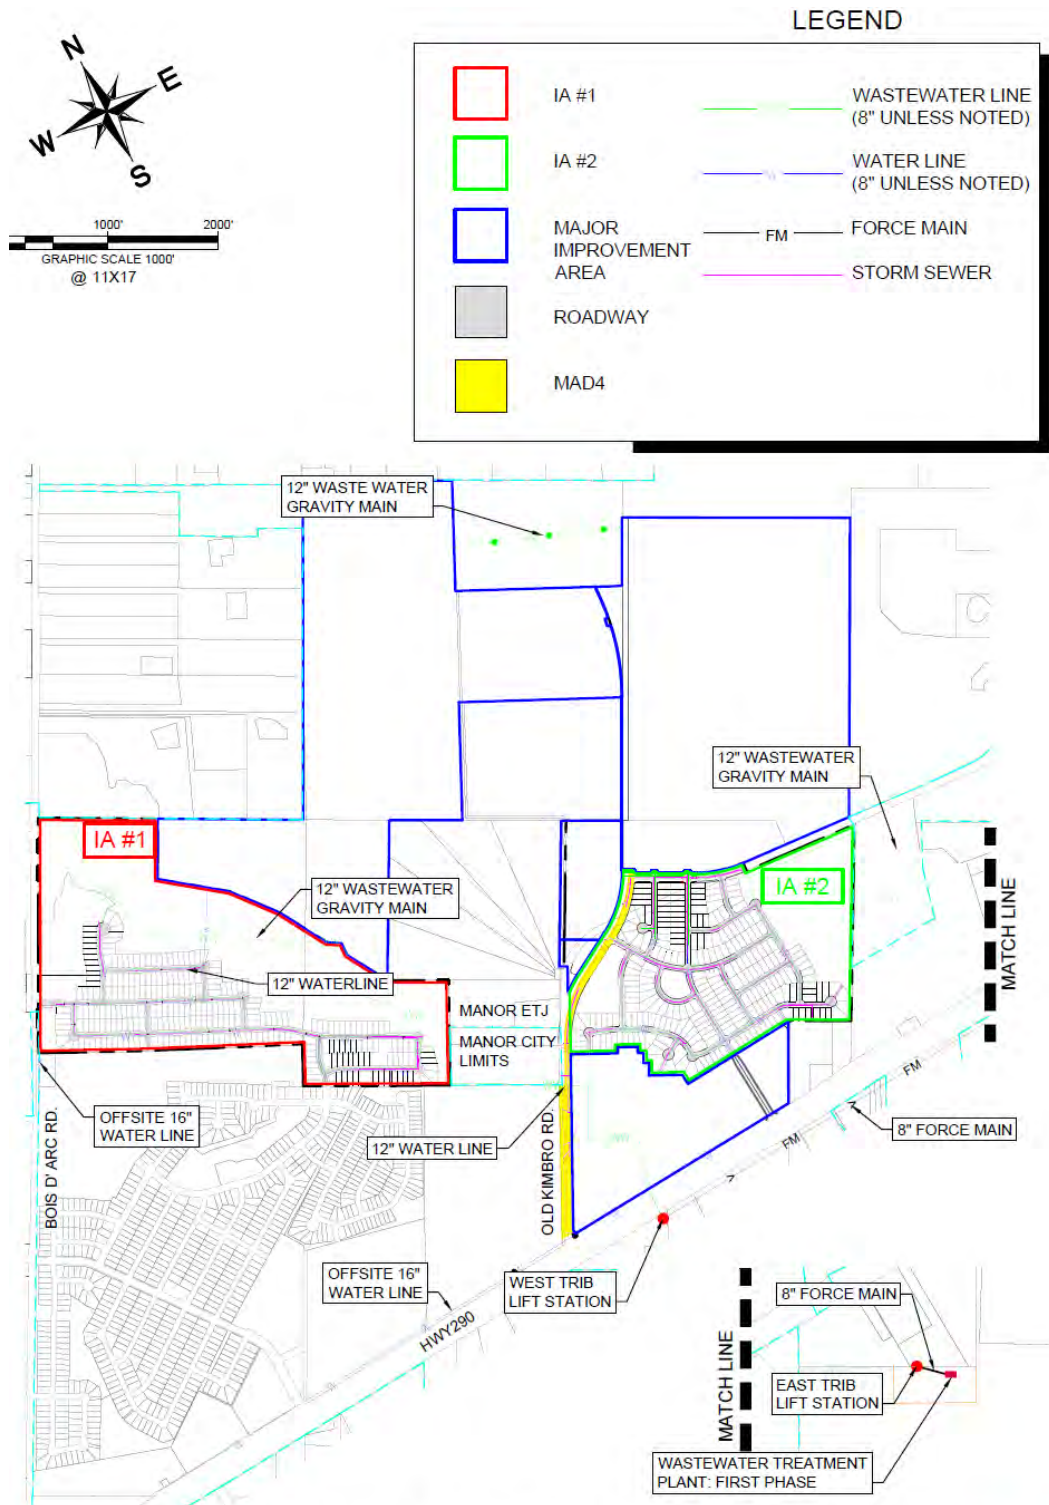 LEGEND
N
E
W
S
1000'
2000'
GRAPHIC SCALE 1000'
@ 11X17
IA #1
IA #2
MAJOR
IMPROVEMENT
AREA
ROADWAY
MAD4
WASTEWATER LINE
(8" UNLESS NOTED)
WATER LINE
(8" UNLESS NOTED)
FM
FORCE MAIN
STORM SEWER
12" WASTE WATER
GRAVITY MAIN
12" WASTEWATER
GRAVITY MAIN
IA #1
12" WASTEWATER
GRAVITY MAIN
IA #2
12" WATERLINE
MANOR ETJ
MANOR CITY
LIMITS
MATCH LINE
OFFSITE 16"
WATER LINE
BOIS D' ARC RD.
12" WATER LINE
OLD KIMBRO RD.
FM
FM
8" FORCE MAIN
OFFSITE 16"
WATER LINE
HWY290
WEST TRIB
LIFT STATION
MATCH LINE
8" FORCE MAIN
EAST TRIB
LIFT STATION
WASTEWATER TREATMENT
PLANT: FIRST PHASE